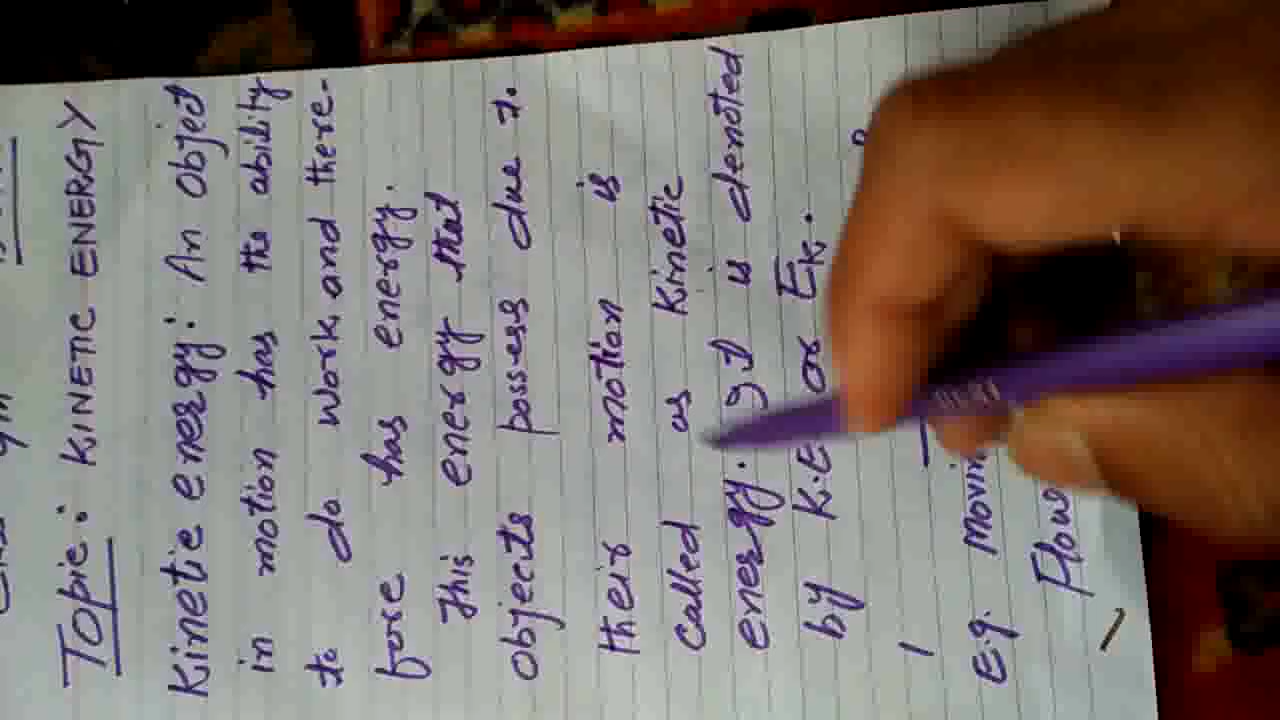 Topic: KINETIC ENERGY
Kinetic energy: An object
in motion has the ability
to do work, and there-
fore has energy.
This energy that
objects possess due to
their motion is
called as kinetic
energy. It is denoted
by K.E or Ek.
E.g. Movin
Flow